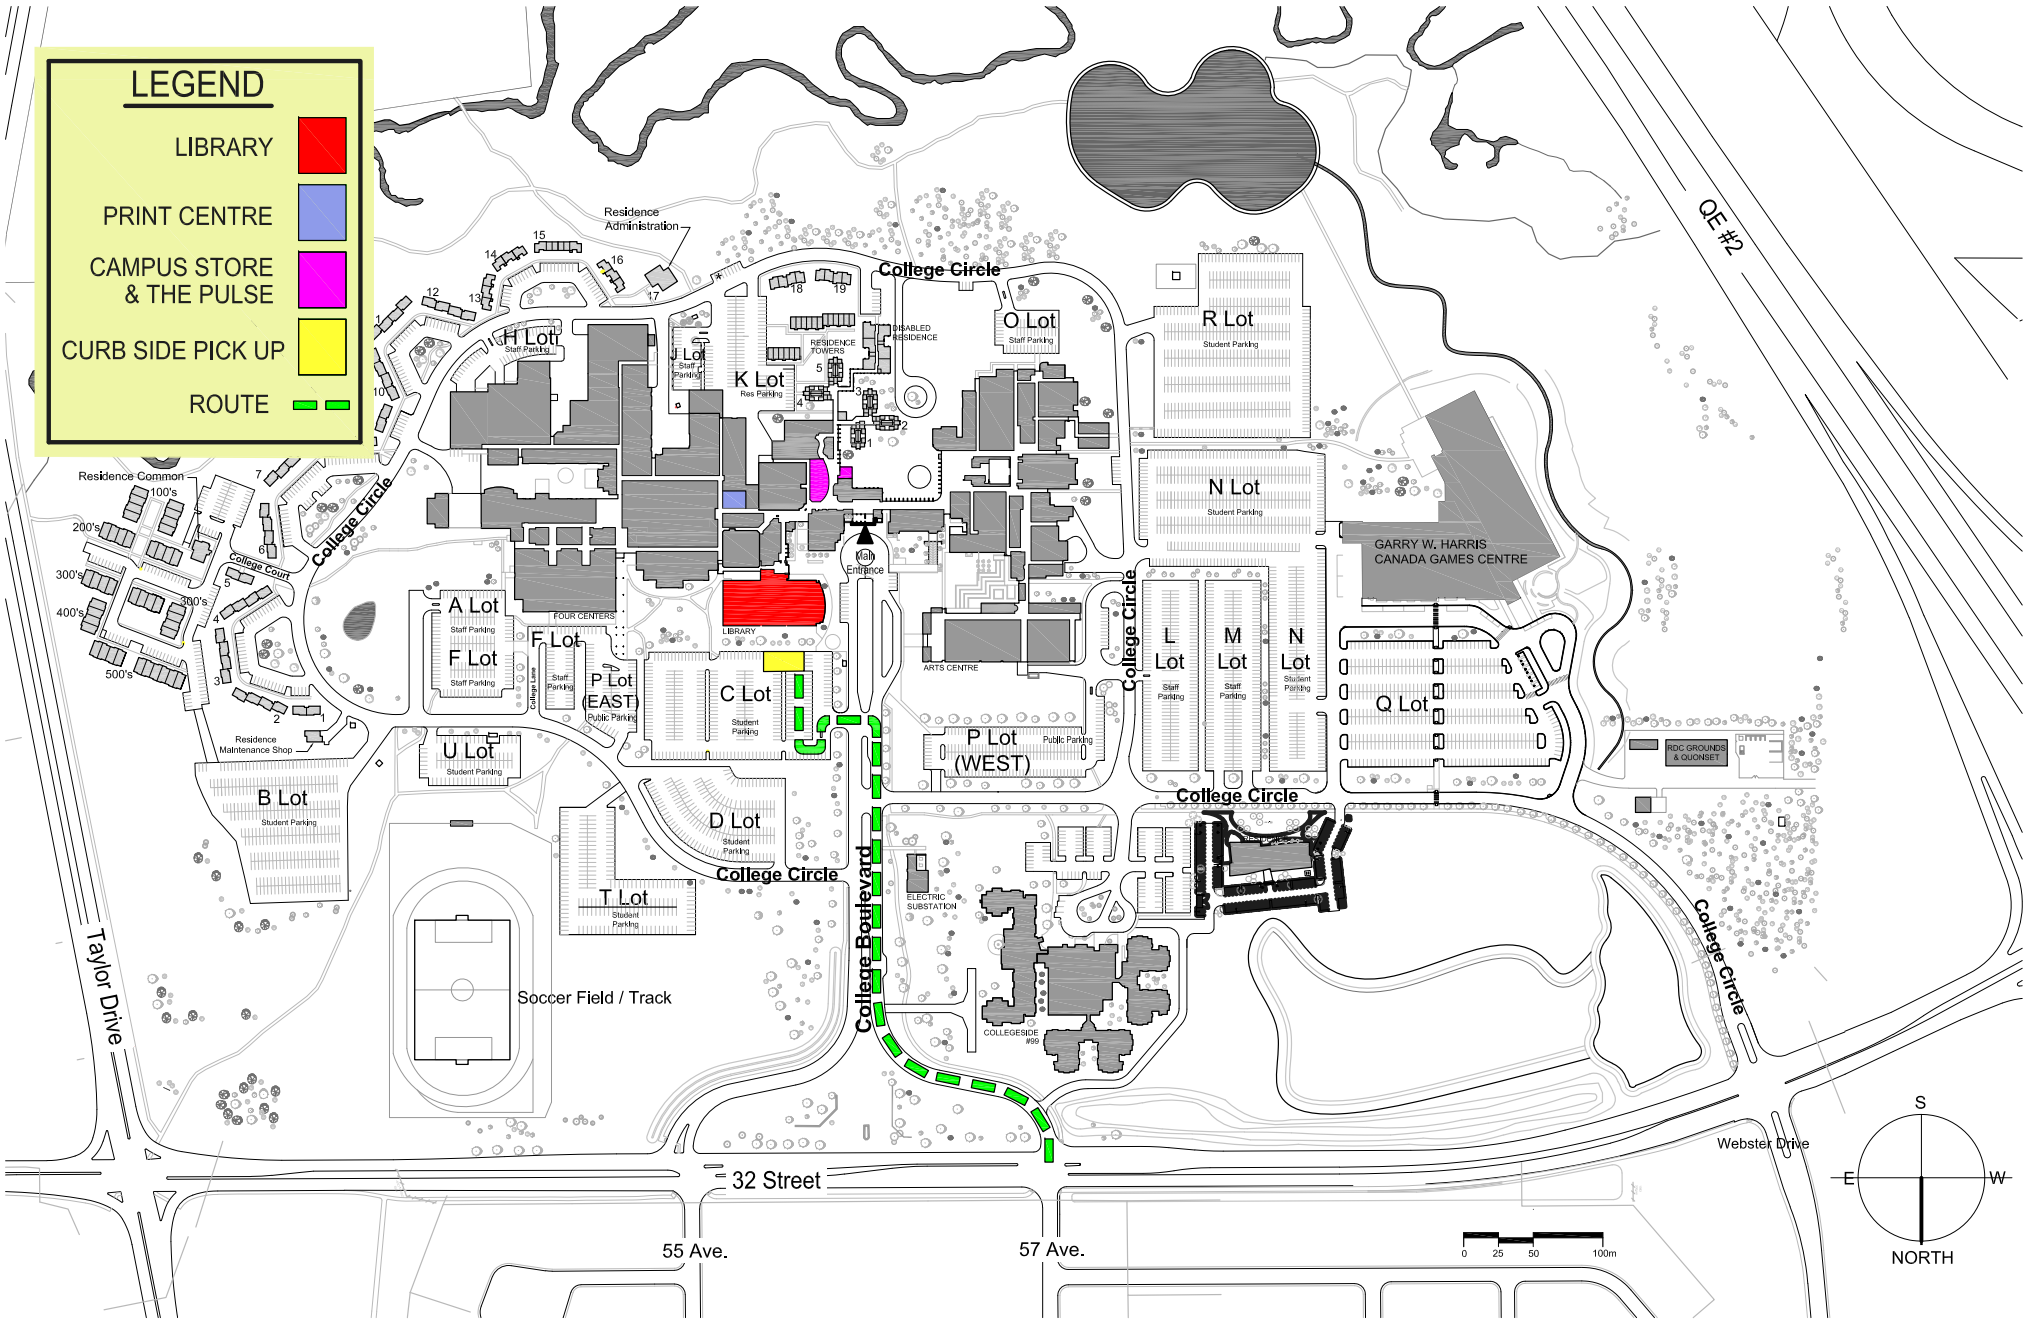 LEGEND
LIBRARY
PRINT CENTRE
CAMPUS STORE
& THE PULSE
CURB SIDE PICK UP
ROUTE
QE #2
Residence
Administration
14
15
16
17
13
12
10
18
19
College Circle
DISABLED
RESIDENCE
RESIDENCE
TOWERS
5
4
3
2
1
H Lot
Staff Parking
J Lot
Staff
Parking
K Lot
Res Parking
O Lot
Staff Parking
R Lot
Student Parking
N Lot
Student Parking
GARRY W. HARRIS
CANADA GAMES CENTRE
Residence Common
100's
200's
300's
400's
500's
300's
7
6
5
4
3
2
1
College Circle
College Court
Main
Entrance
FOUR CENTERS
LIBRARY
ARTS CENTRE
A Lot
Staff Parking
F Lot
Staff Parking
F Lot
Staff
Parking
College Lane
P Lot
(EAST)
Public Parking
C Lot
Student
Parking
College Circle
L
Lot
Staff
Parking
M
Lot
Staff
Parking
N
Lot
Student
Parking
Q Lot
RDC GROUNDS
& QUONSET
Residence
Maintenance Shop
U Lot
Student Parking
P Lot
(WEST)
Public Parking
B Lot
Student Parking
D Lot
Student
Parking
College Circle
College Circle
T Lot
Student
Parking
ELECTRIC
SUBSTATION
College Boulevard
College Circle
Taylor Drive
Soccer Field / Track
COLLEGESIDE
#99
Webster Drive
32 Street
55 Ave.
57 Ave.
0 25 50 100m
S
E
W
NORTH